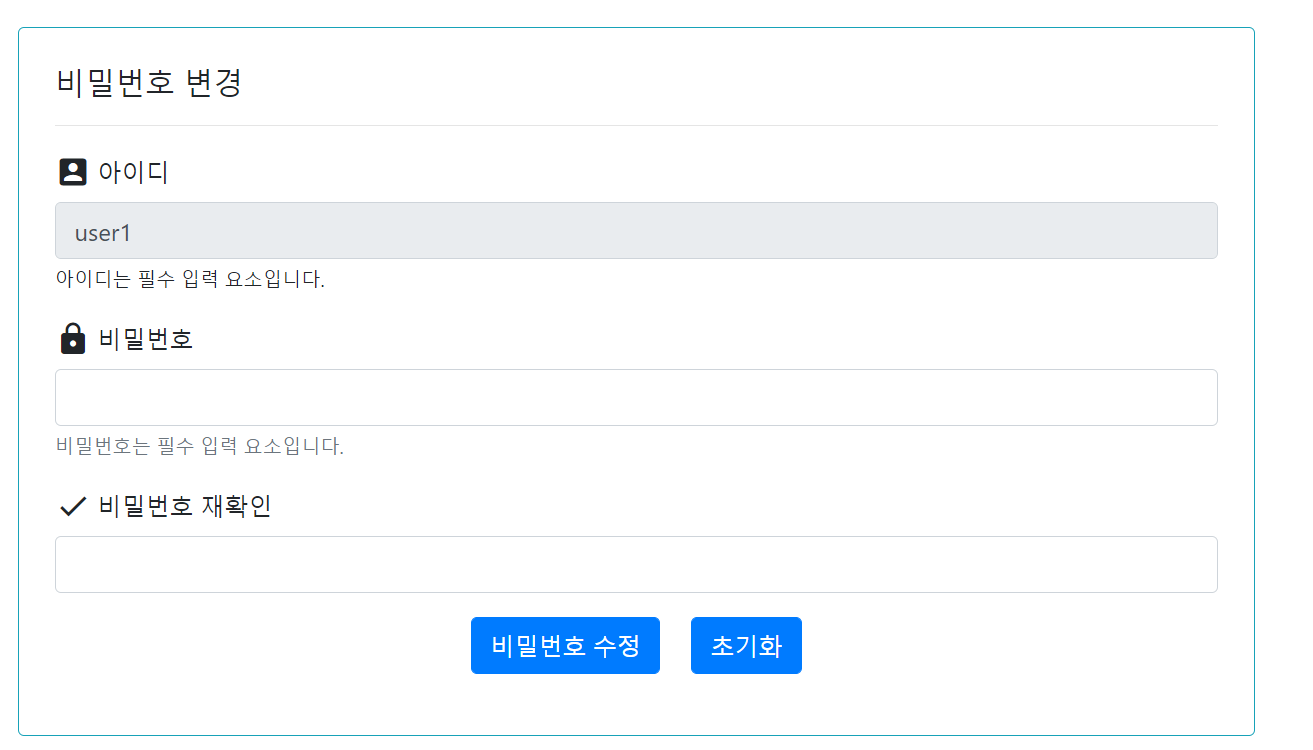 비밀번호 변경
아이디
user1
아이디는 필수 입력 요소입니다.
비밀번호
비밀번호는 필수 입력 요소입니다.
비밀번호 재확인
비밀번호 수정 초기화